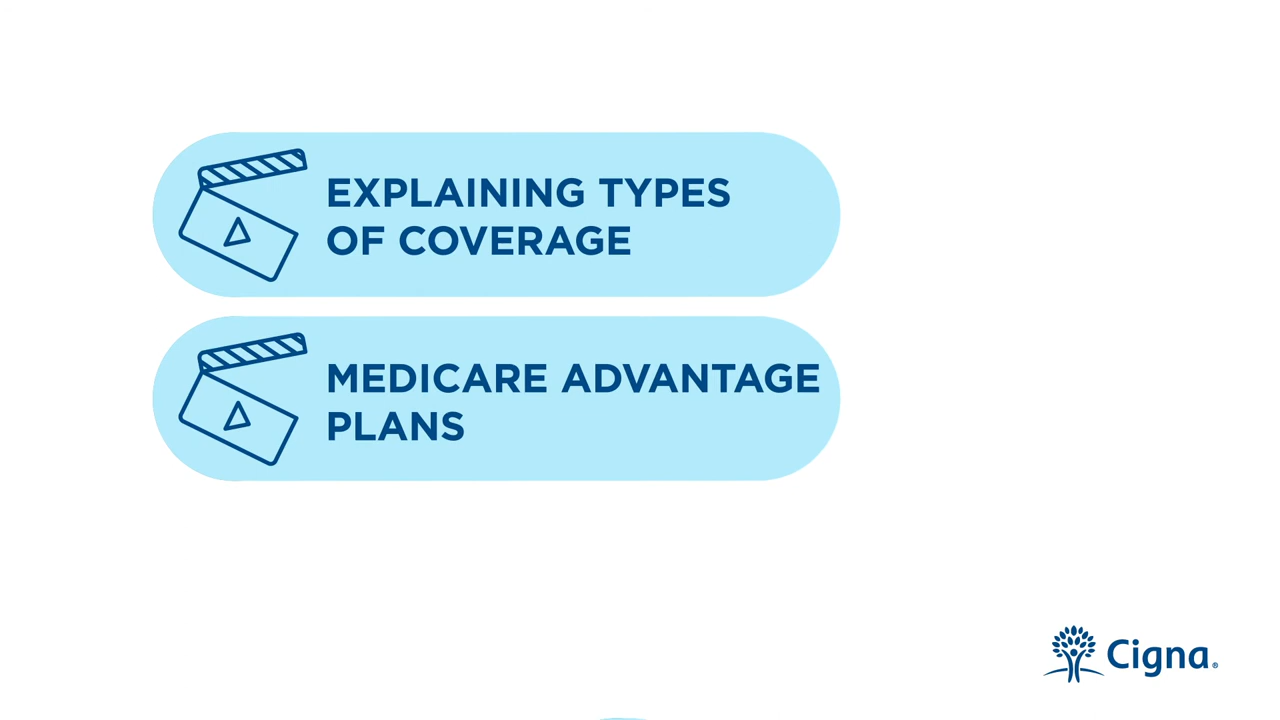 EXPLAINING TYPES
OF COVERAGE
MEDICARE ADVANTAGE
PLANS
Cigna®